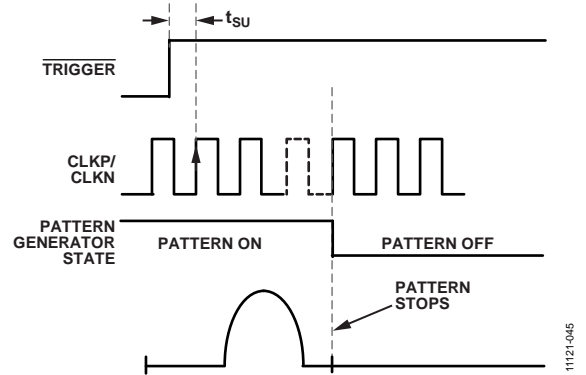 tSU
TRIGGER
CLKP/
CLKN
PATTERN
GENERATOR
STATE
PATTERN ON
PATTERN OFF
PATTERN
STOPS
11121-045